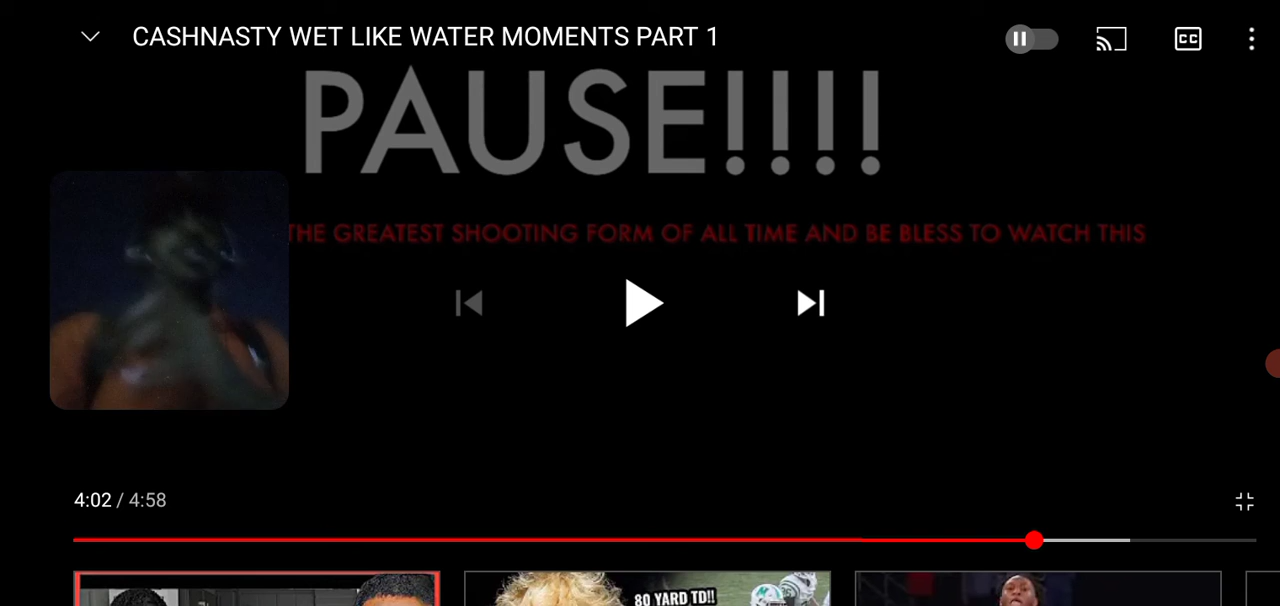 CASHNASTY WET LIKE WATER MOMENTS PART 1
CC
PAUSE!!!!
THE GREATEST SHOOTING FORM OF ALL TIME AND BE BLESS TO WATCH THIS
4:02 / 4:58
80 YARD TD!!